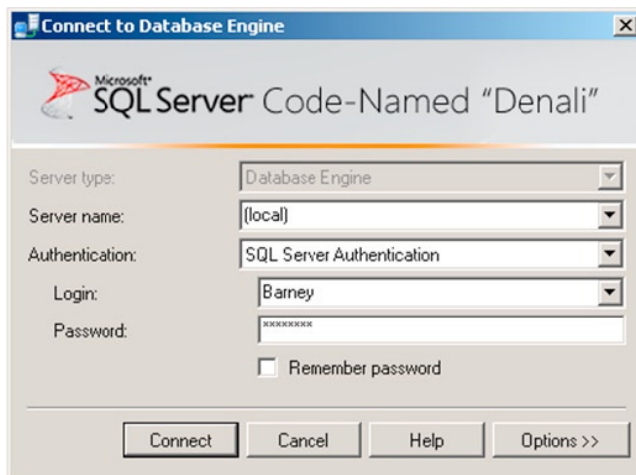 Connect to Database Engine
Microsoft®
SQL Server Code-Named "Denali"
Server type: Database Engine
Server name: (local)
Authentication: SQL Server Authentication
Login: Barney
Password: ********
Remember password
Connect Cancel Help Options >>